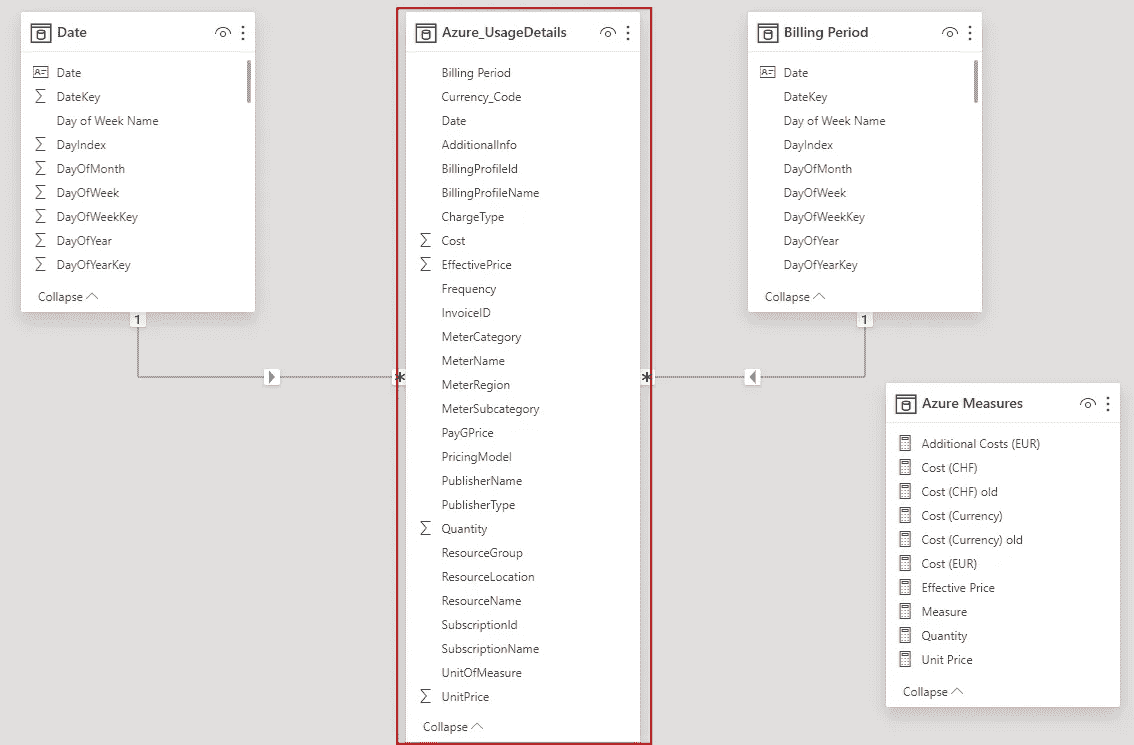 Date
Date
DateKey
Day of Week Name
DayIndex
DayOfMonth
DayOfWeek
DayOfWeekKey
DayOfYear
DayOfYearKey
Collapse
1
Azure_UsageDetails
Billing Period
Currency_Code
Date
AdditionalInfo
BillingProfileId
BillingProfileName
ChargeType
Cost
EffectivePrice
Frequency
InvoiceID
MeterCategory
MeterName
MeterRegion
MeterSubcategory
PayGPrice
PricingModel
PublisherName
PublisherType
Quantity
ResourceGroup
ResourceLocation
ResourceName
SubscriptionId
SubscriptionName
UnitOfMeasure
UnitPrice
Collapse
*
*
Billing Period
Date
DateKey
Day of Week Name
DayIndex
DayOfMonth
DayOfWeek
DayOfWeekKey
DayOfYear
DayOfYearKey
Collapse
1
Azure Measures
Additional Costs (EUR)
Cost (CHF)
Cost (CHF) old
Cost (Currency)
Cost (Currency) old
Cost (EUR)
Effective Price
Measure
Quantity
Unit Price
Collapse